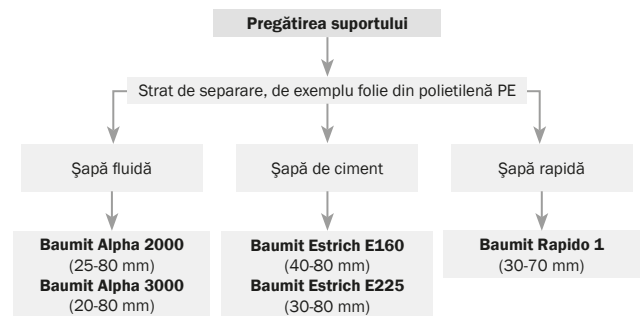 Pregătirea suportului
Strat de separare, de exemplu folie din polietilenă PE
Şapă fluidă
Şapă de ciment
Şapă rapidă
Baumit Alpha 2000
(25-80 mm)
Baumit Alpha 3000
(20-80 mm)
Baumit Estrich E160
(40-80 mm)
Baumit Estrich E225
(30-80 mm)
Baumit Rapido 1
(30-70 mm)